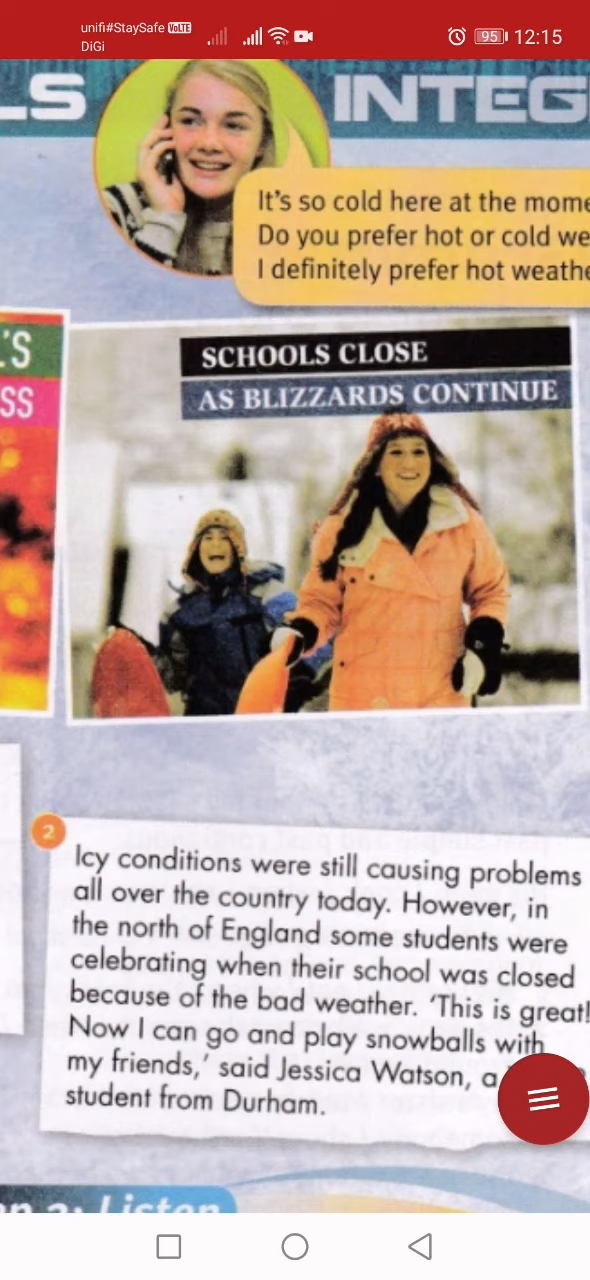 unifi#StaySafe VoLTE
DiGi
95 12:15
LS
INTEG
It's so cold here at the mome
Do you prefer hot or cold we
I definitely prefer hot weathe
'S
SS
SCHOOLS CLOSE
AS BLIZZARDS CONTINUE
2
Icy conditions were still causing problems
all over the country today. However, in
the north of England some students were
celebrating when their school was closed
because of the bad weather. 'This is great!
Now I can go and play snowballs with
my friends,' said Jessica Watson, a
student from Durham.
Listen